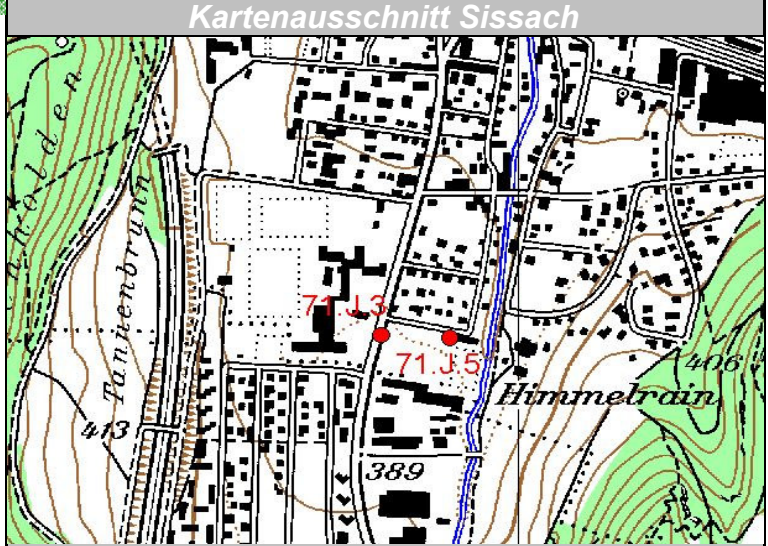 Kartenausschnitt Sissach
Tannenbrunn
71.J.3
71.J.5
406
Himmelrain
413
389